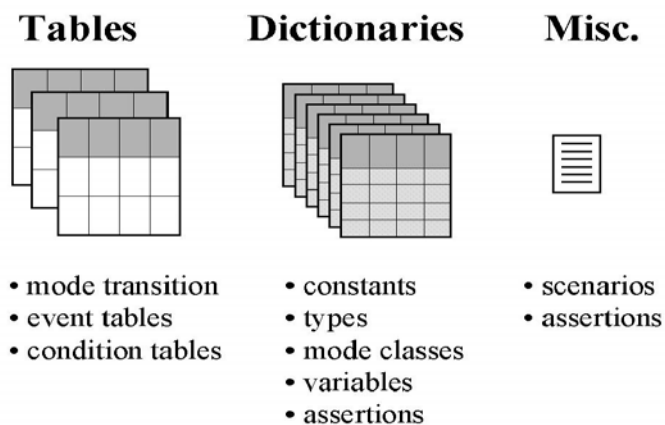 Tables
Dictionaries
Misc.
• mode transition
• event tables
• condition tables
• constants
• types
• mode classes
• variables
• assertions
• scenarios
• assertions